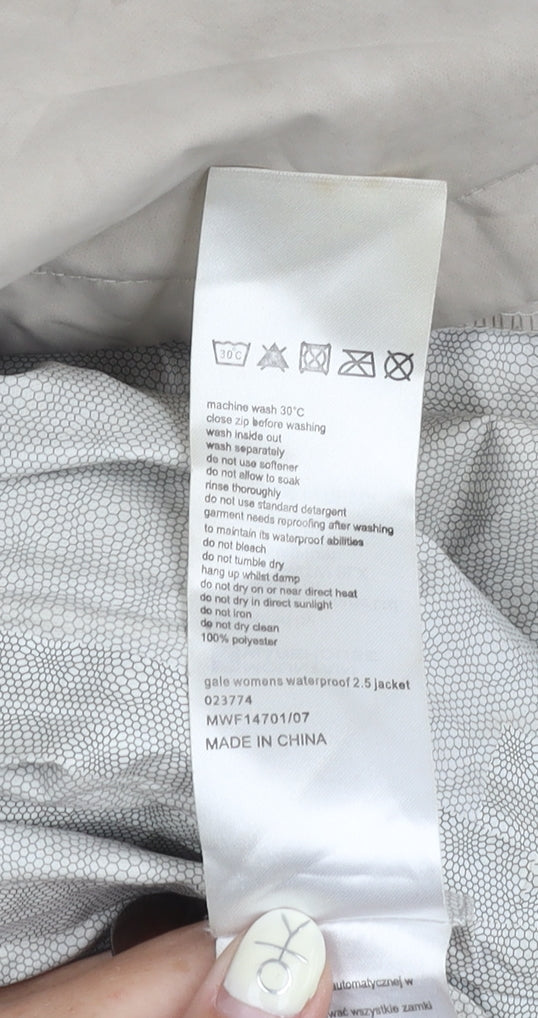 30°C
machine wash 30°C
close zip before washing
wash inside out
wash separately
do not use softener
do not allow to soak
rinse thoroughly
do not use standard detargent
garment needs reproofing after washing
to maintain its waterproof abilities
do not bleach
do not tumble dry
hang up whilst damp
do not dry on or near direct heat
do not dry in direct sunlight
do not iron
do not dry clean
100% polyester
gale womens waterproof 2.5 jacket
023774
MWF14701/07
MADE IN CHINA
automatycznej w
wać wszystkie zamki